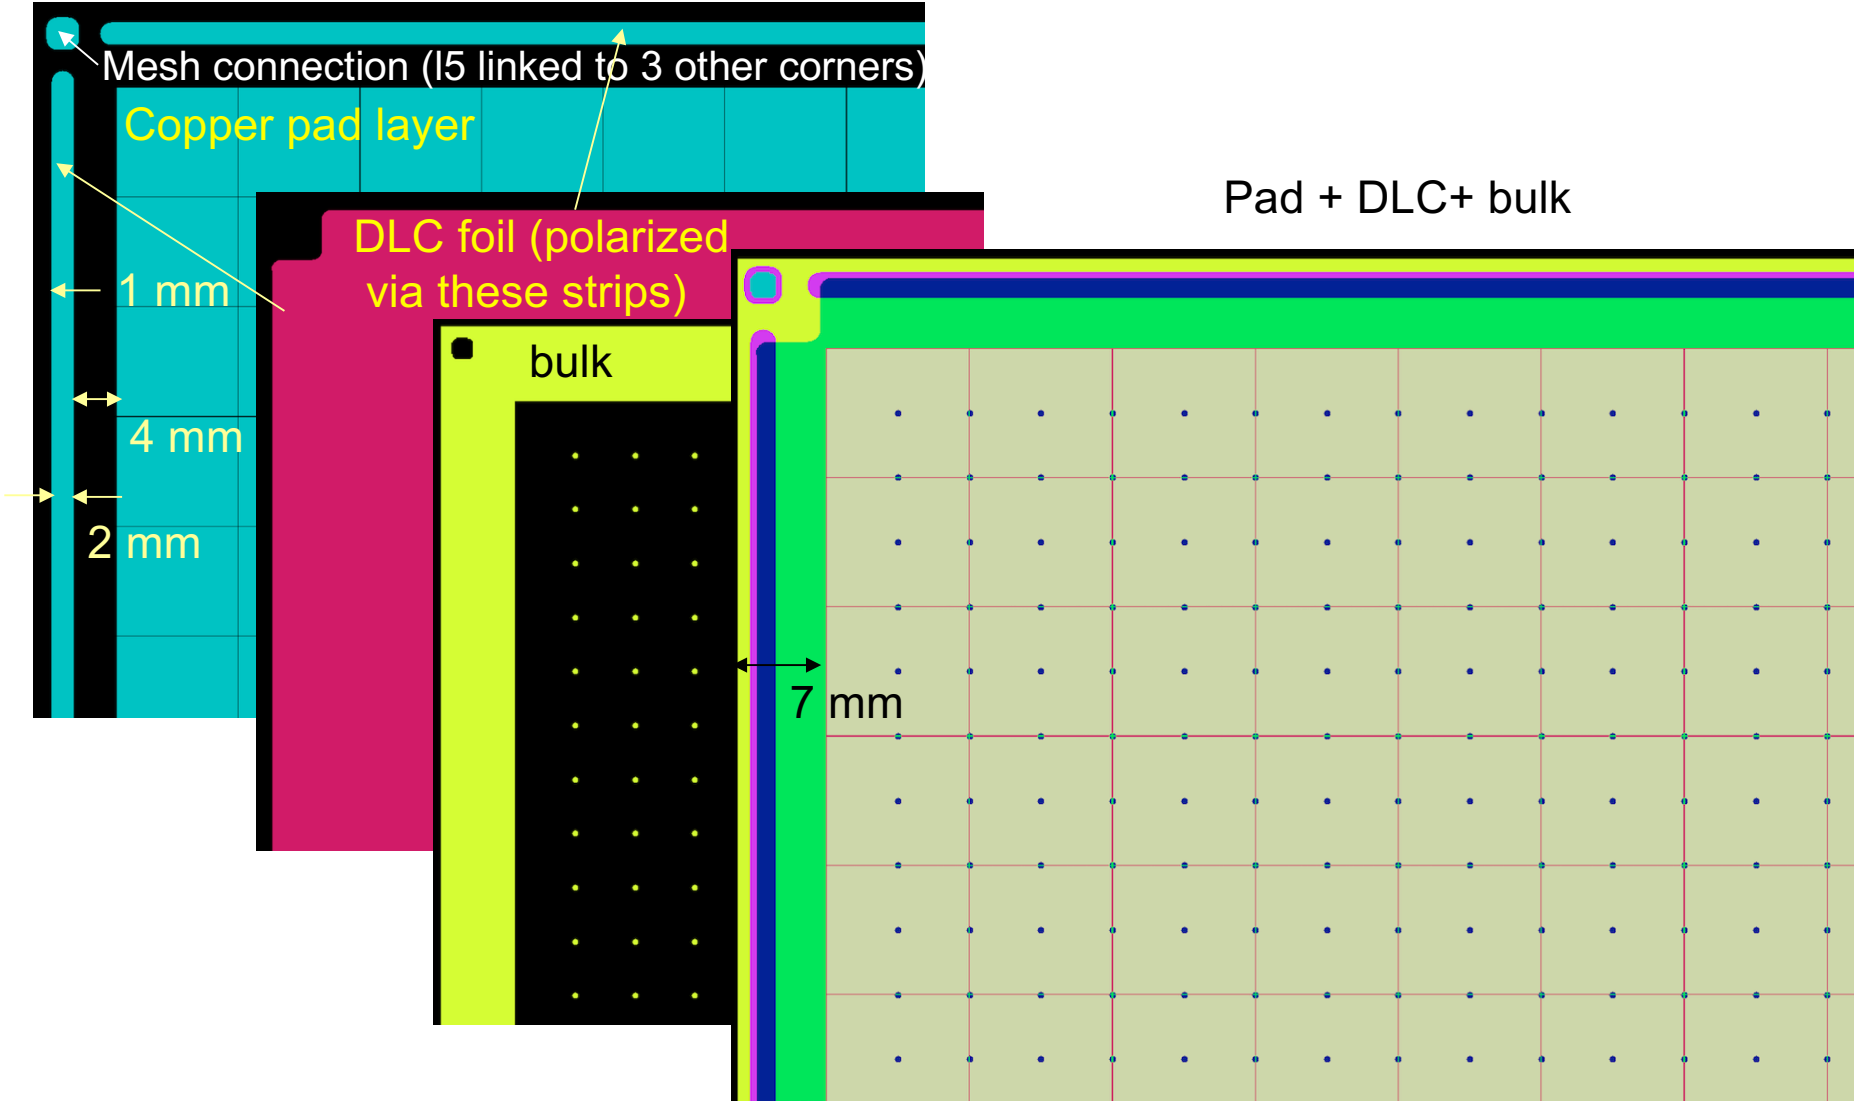 Mesh connection (I5 linked to 3 other corners)
Copper pad layer
Pad + DLC+ bulk
DLC foil (polarized
via these strips)
1 mm
bulk
4 mm
2 mm
7 mm